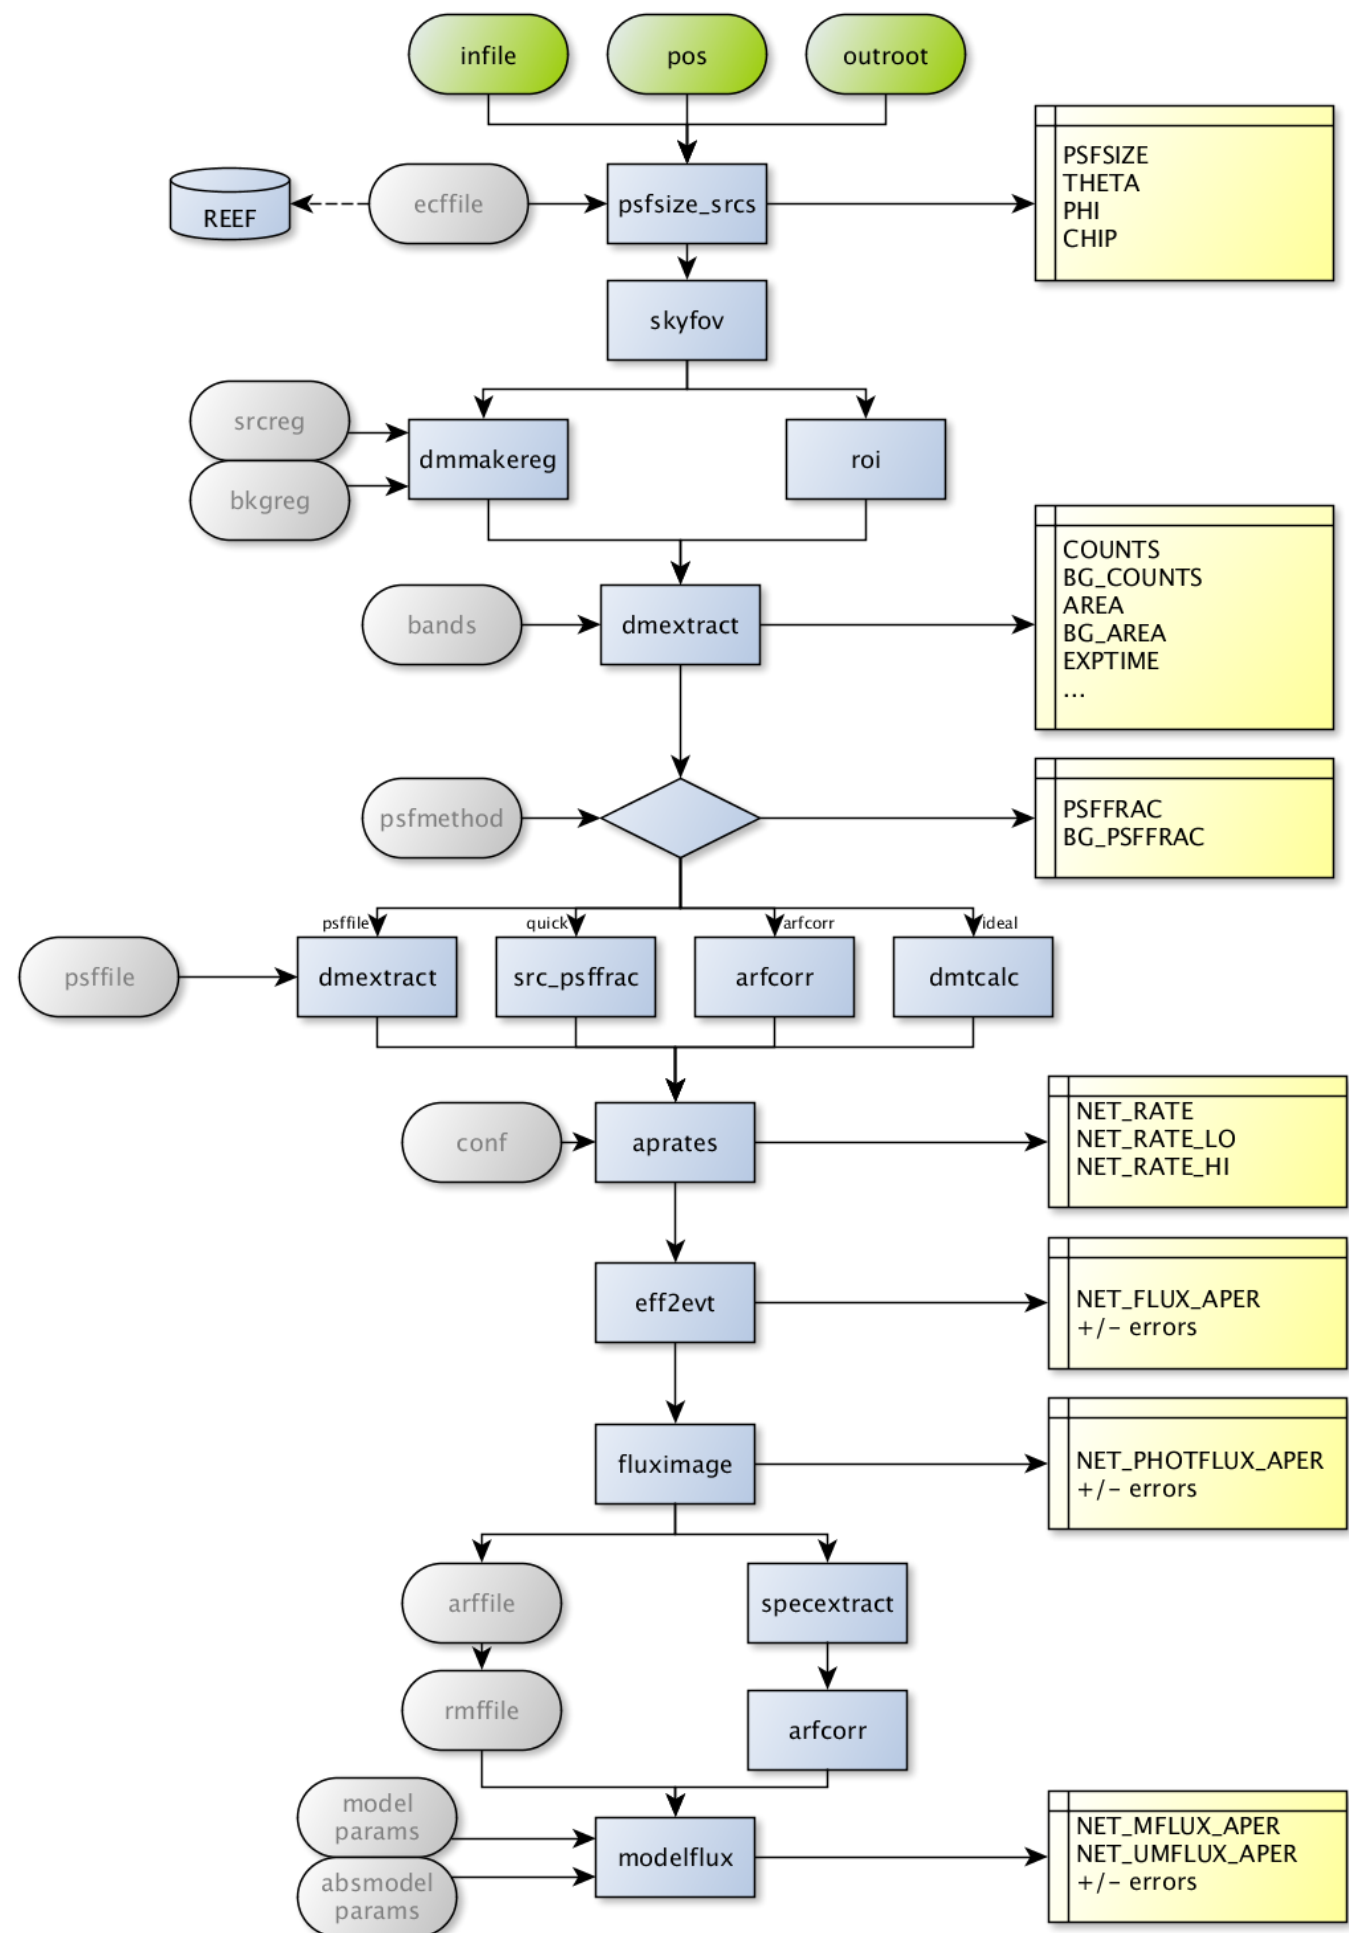 infile
pos
outroot
REEF
ecffile
psfsize_srcs
PSFSIZE
THETA
PHI
CHIP
skyfov
srcreg
bkgreg
dmmakereg
roi
bands
dmextract
COUNTS
BG_COUNTS
AREA
BG_AREA
EXPTIME
...
psfmethod
PSFFRAC
BG_PSFFRAC
psffile
quick
arfcorr
ideal
psffile
dmextract
src_psffrac
arfcorr
dmtcalc
conf
aprates
NET_RATE
NET_RATE_LO
NET_RATE_HI
eff2evt
NET_FLUX_APER
+/- errors
fluximage
NET_PHOTFLUX_APER
+/- errors
arffile
specextract
rmffile
arfcorr
model
params
absmodel
params
modelflux
NET_MFLUX_APER
NET_UMFLUX_APER
+/- errors